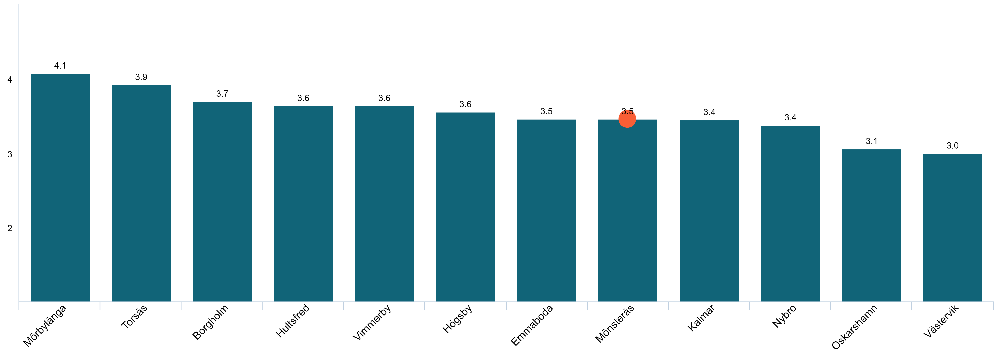 4.1
3.9
3.7
3.6
3.6
3.6
3.5
3.5
3.4
3.4
3.1
3.0
4
3
2
Mörbylånga
Torsås
Borgholm
Hultsfred
Vimmerby
Högsby
Emmaboda
Mönsterås
Kalmar
Nybro
Oskarshamn
Västervik